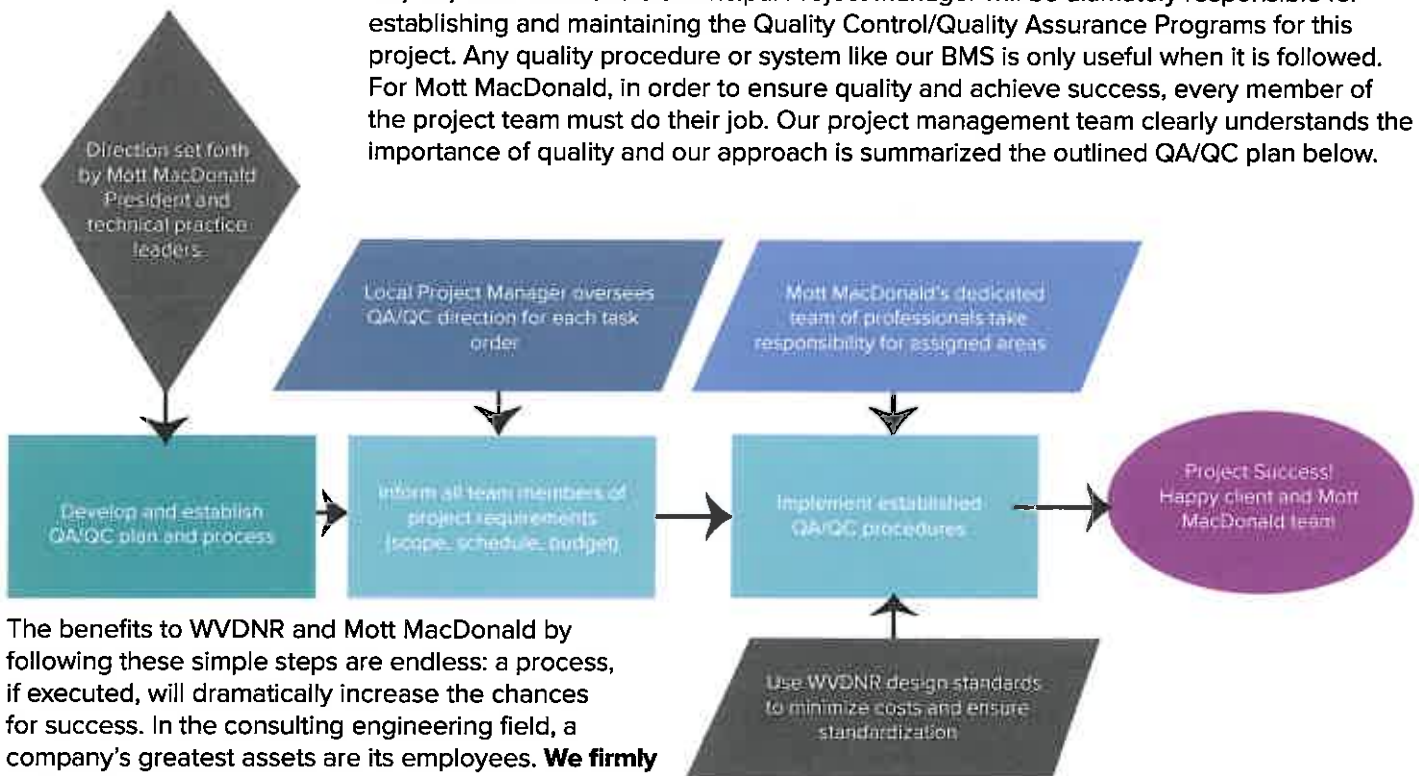 establishing and maintaining the Quality Control/Quality Assurance Programs for this
project. Any quality procedure or system like our BMS is only useful when it is followed.
For Mott MacDonald, in order to ensure quality and achieve success, every member of
the project team must do their job. Our project management team clearly understands the
importance of quality and our approach is summarized the outlined QA/QC plan below.
Direction set forth
by Mott MacDonald
President and
technical practice
leaders
Local Project Manager oversees
QA/QC direction for each task
order
Mott MacDonald's dedicated
team of professionals take
responsibility for assigned areas
Develop and establish
QA/QC plan and process
Inform all team members of
project requirements
(scope, schedule, budget)
Implement established
QA/QC procedures
Project Success!
Happy client and Mott
MacDonald team
Use WVDNR design standards
to minimize costs and ensure
standardization
The benefits to WVDNR and Mott MacDonald by
following these simple steps are endless: a process,
if executed, will dramatically increase the chances
for success. In the consulting engineering field, a
company's greatest assets are its employees. We firmly